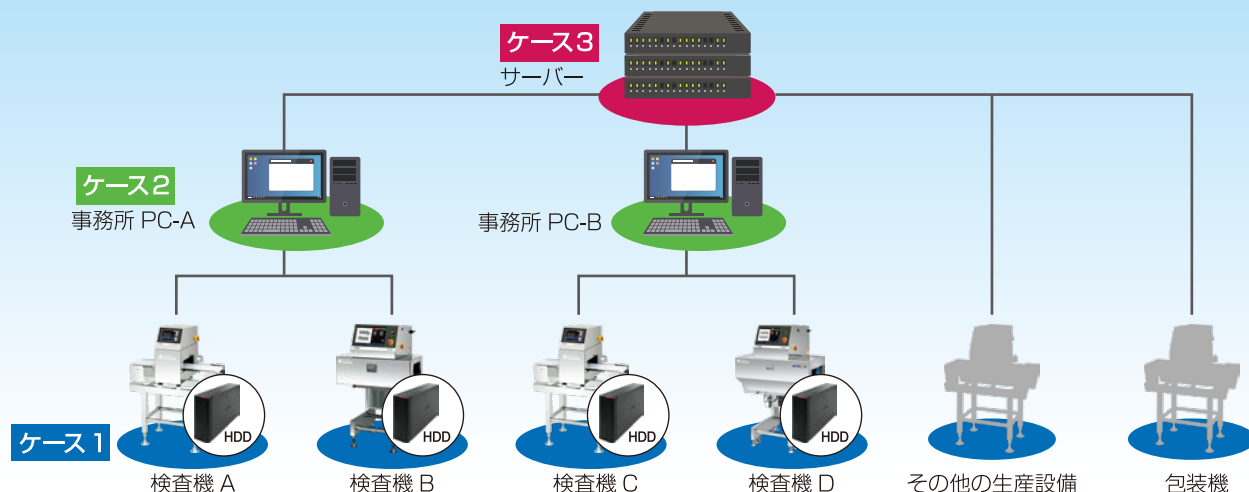 ケース3
サーバー
ケース2
事務所 PC-A
事務所 PC-B
HDD
HDD
HDD
HDD
ケース1
検査機 A
検査機 B
検査機 C
検査機 D
その他の生産設備
包装機